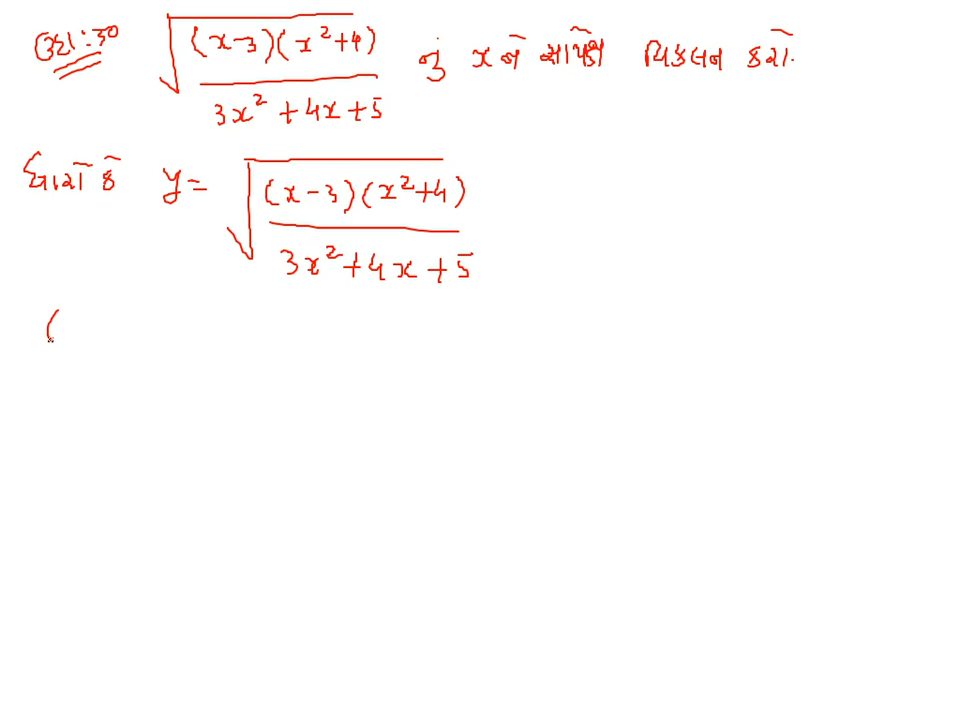 ઉદા:30 √((x-3)(x²+4)/(3x²+4x+5)) નું x ને સાપેક્ષ વિકલન કરો.
ધારો કે y = √((x-3)(x²+4)/(3x²+4x+5))
(